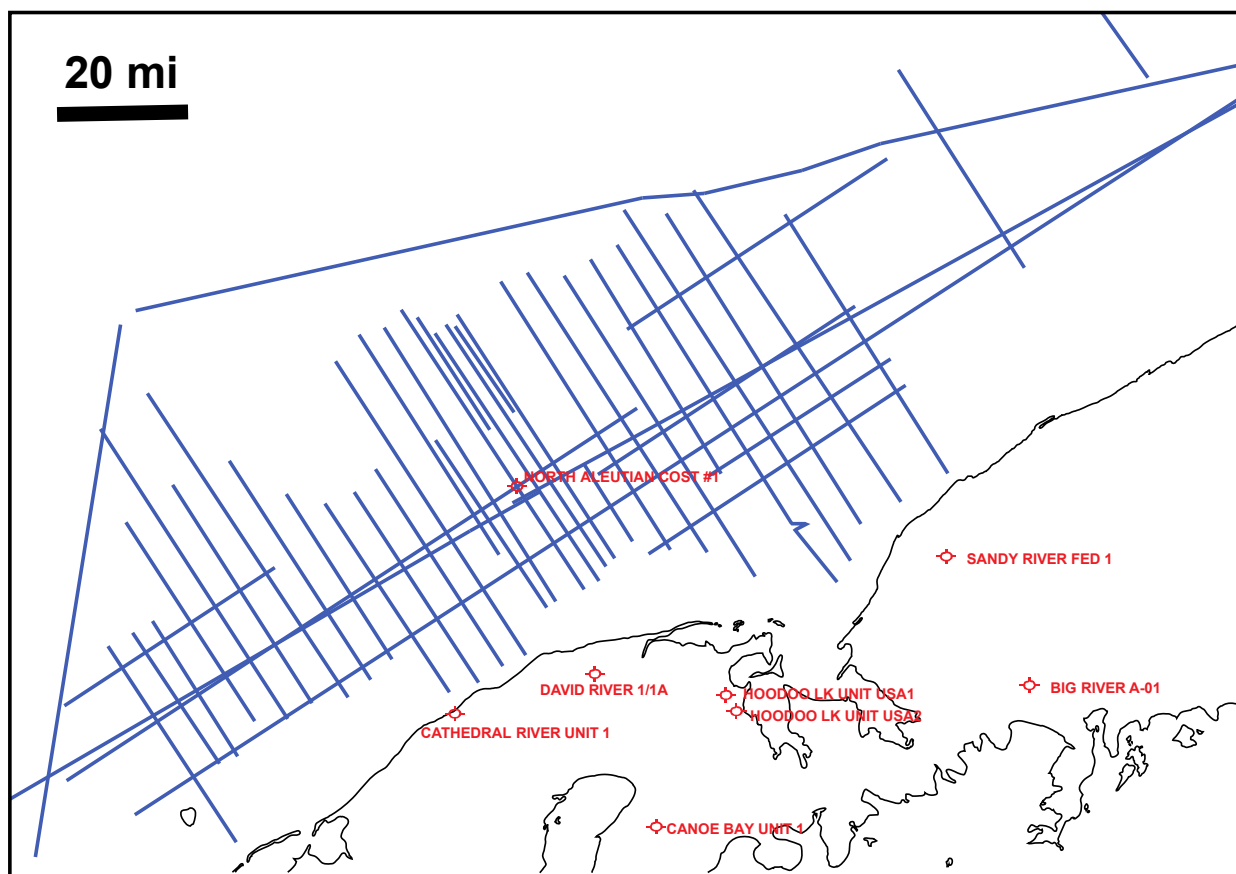 20 mi
NORTH ALEUTIAN COST #1
SANDY RIVER FED 1
DAVID RIVER 1/1A
HOODOO LK UNIT USA1
BIG RIVER A-01
HOODOO LK UNIT USA2
CATHEDRAL RIVER UNIT 1
CANOE BAY UNIT 1